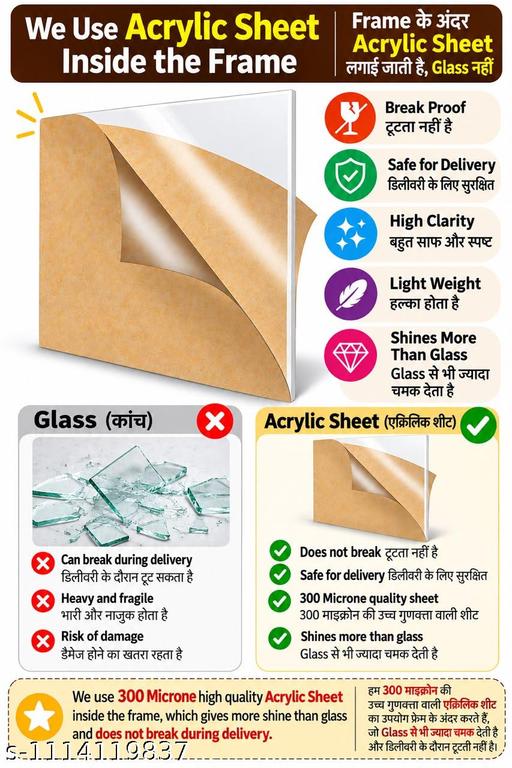 We Use Acrylic Sheet
Inside the Frame
Frame के अंदर
Acrylic Sheet
लगाई जाती है, Glass नहीं
Break Proof
टूटता नहीं है
Safe for Delivery
डिलीवरी के लिए सुरक्षित
High Clarity
बहुत साफ और स्पष्ट
Light Weight
हल्का होता है
Shines More
Than Glass
Glass से भी ज्यादा
चमक देता है
Glass (कांच)
Can break during delivery
डिलीवरी के दौरान टूट सकता है
Heavy and fragile
भारी और नाजुक होता है
Risk of damage
डैमेज होने का खतरा रहता है
Acrylic Sheet (एक्रिलिक शीट)
Does not break टूटता नहीं है
Safe for delivery डिलीवरी के लिए सुरक्षित
300 Microne quality sheet
300 माइक्रोन की उच्च गुणवत्ता वाली शीट
Shines more than glass
Glass से भी ज्यादा चमक देती है
We use 300 Microne high quality Acrylic Sheet
inside the frame, which gives more shine than glass
and does not break during delivery.
हम 300 माइक्रोन की
उच्च गुणवत्ता वाली एक्रिलिक शीट
का उपयोग फ्रेम के अंदर करते हैं,
जो Glass से भी ज्यादा चमक देती है
और डिलीवरी के दौरान टूटती नहीं है।
s-1114119837